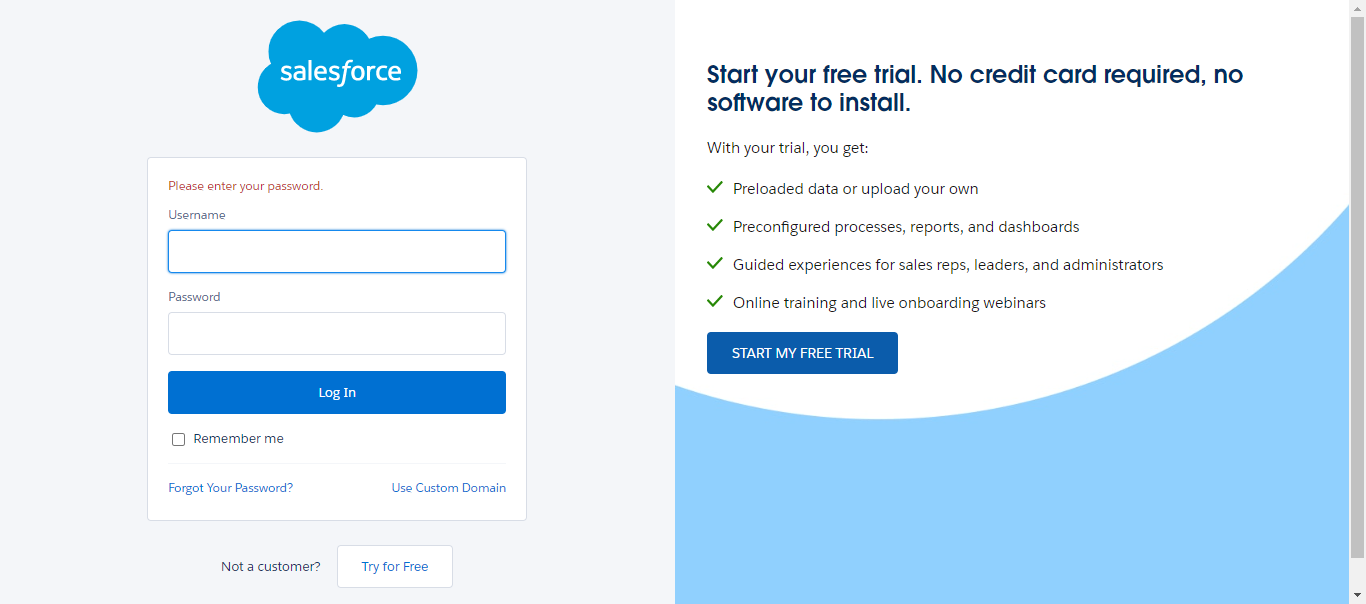 salesforce
Please enter your password.
Username
Password
Log In
Remember me
Forgot Your Password?
Use Custom Domain
Not a customer?
Try for Free
Start your free trial. No credit card required, no
software to install.
With your trial, you get:
Preloaded data or upload your own
Preconfigured processes, reports, and dashboards
Guided experiences for sales reps, leaders, and administrators
Online training and live onboarding webinars
START MY FREE TRIAL